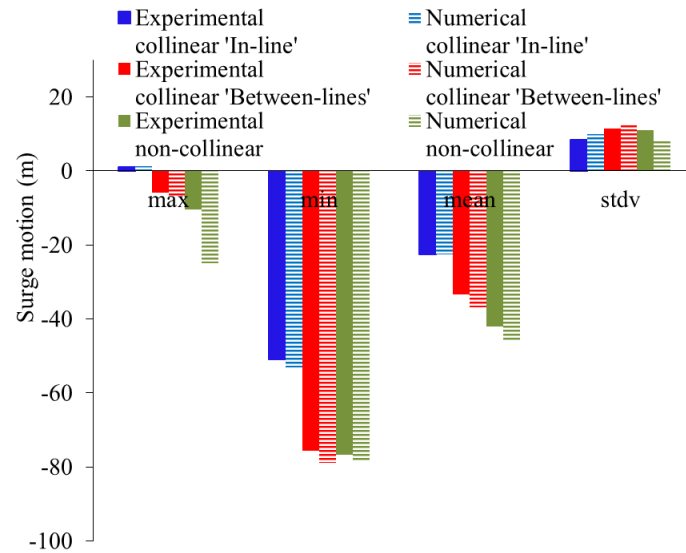 Experimental
collinear 'In-line'
Numerical
collinear 'In-line'
Experimental
collinear 'Between-lines'
Numerical
collinear 'Between-lines'
Experimental
non-collinear
Numerical
non-collinear
Surge motion (m)
20
0
-20
-40
-60
-80
-100
max
min
mean
stdv